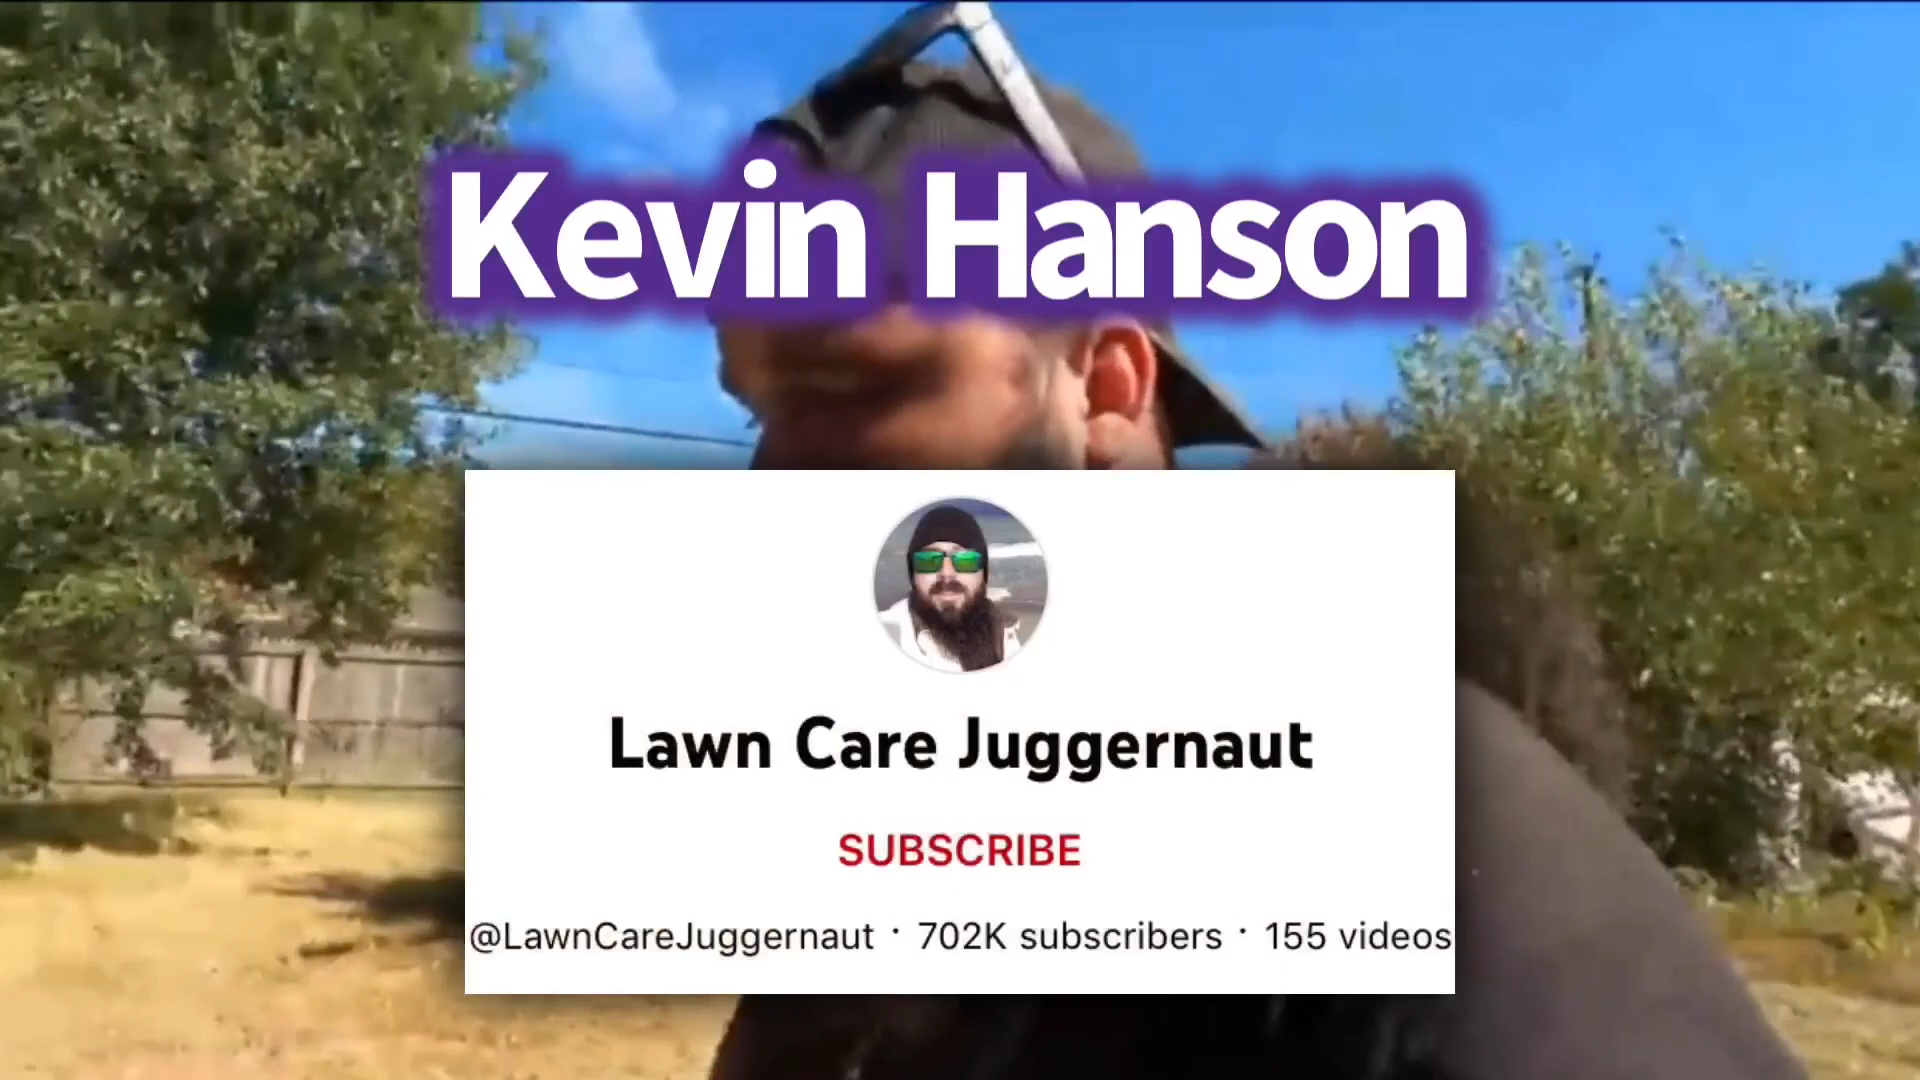 Kevin Hanson
Lawn Care Juggernaut
SUBSCRIBE
@LawnCareJuggernaut · 702K subscribers · 155 videos